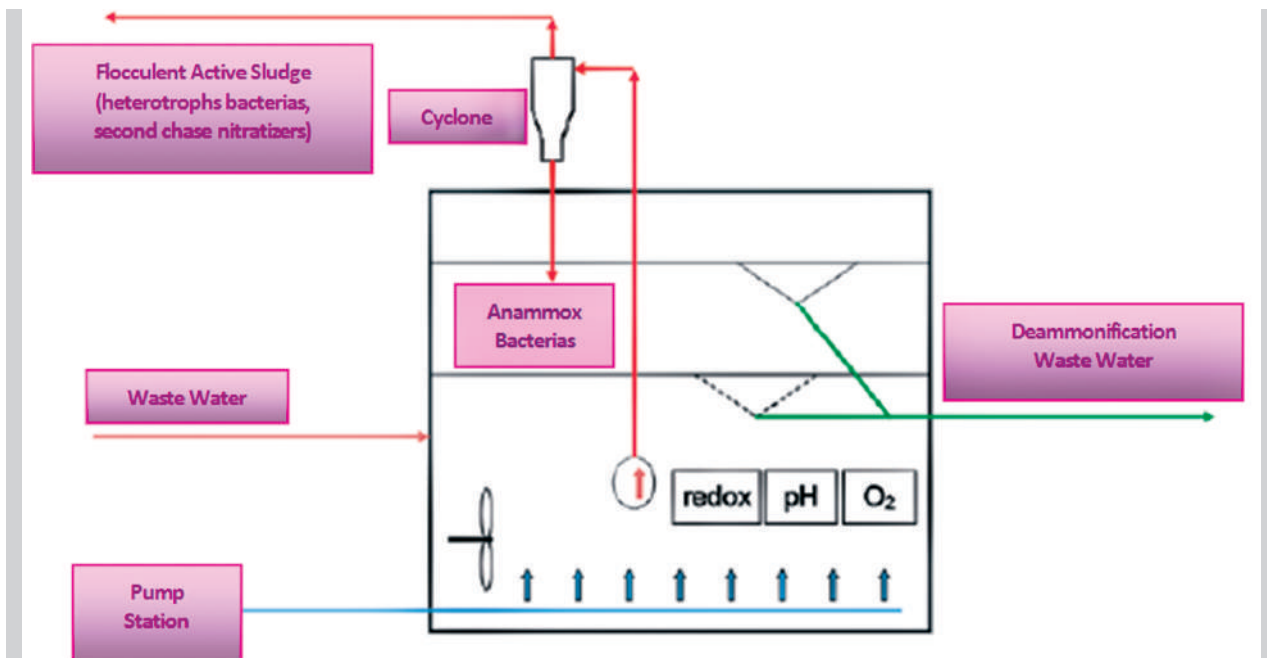 Flocculent Active Sludge
(heterotrophs bacterias,
second chase nitratizers)
Cyclone
Anammox
Bacterias
Deammonification
Waste Water
Waste Water
redox
pH
O₂
Pump
Station